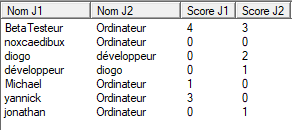 Nom J1 Nom J2 Score J1 Score J2
BetaTesteur Ordinateur 4 3
noxcaedibux Ordinateur 0 0
diogo développeur 0 2
développeur diogo 0 1
Michael Ordinateur 1 0
yannick Ordinateur 3 0
jonathan Ordinateur 0 1